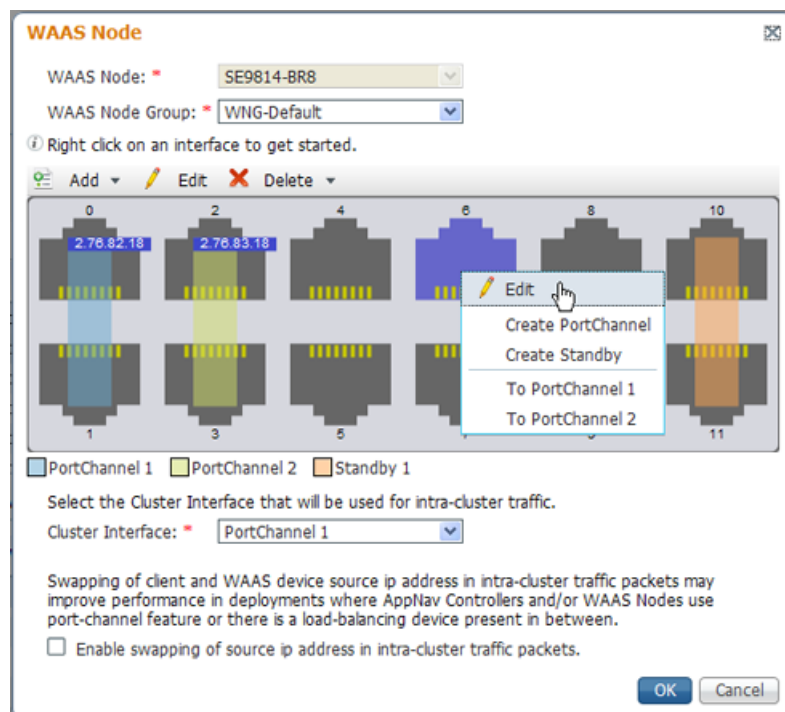 WAAS Node
WAAS Node: * SE9814-BR8
WAAS Node Group: * WNG-Default
i Right click on an interface to get started.
Add Edit Delete
0 2 4 6 8 10
2.76.82.18 2.76.83.18
Edit
Create PortChannel
Create Standby
To PortChannel 1
To PortChannel 2
1 3 5 11
PortChannel 1 PortChannel 2 Standby 1
Select the Cluster Interface that will be used for intra-cluster traffic.
Cluster Interface: * PortChannel 1
Swapping of client and WAAS device source ip address in intra-cluster traffic packets may
improve performance in deployments where AppNav Controllers and/or WAAS Nodes use
port-channel feature or there is a load-balancing device present in between.
Enable swapping of source ip address in intra-cluster traffic packets.
OK Cancel